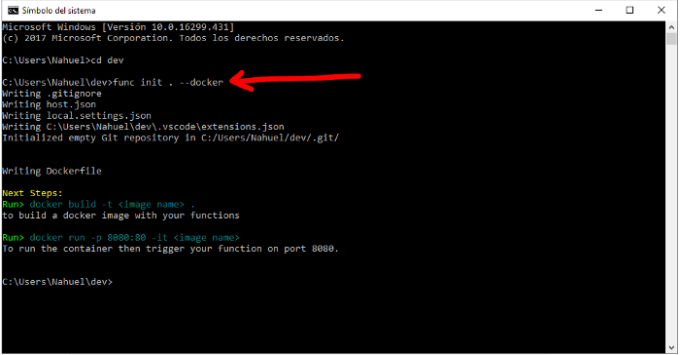 Símbolo del sistema
Microsoft Windows [Versión 10.0.16299.431]
(c) 2017 Microsoft Corporation. Todos los derechos reservados.
C:\Users\Nahuel>cd dev
C:\Users\Nahuel\dev>func init . --docker
Writing .gitignore
Writing host.json
Writing local.settings.json
Writing C:\Users\Nahuel\dev\.vscode\extensions.json
Initialized empty Git repository in C:/Users/Nahuel/dev/.git/
Writing Dockerfile
Next Steps:
Run> docker build -t <image name> .
to build a docker image with your functions
Run> docker run -p 8080:80 -it <image name>
To run the container then trigger your function on port 8080.
C:\Users\Nahuel\dev>